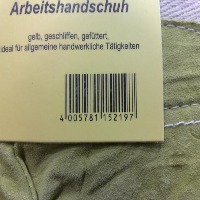 Arbeitshandschuh
gelb, geschliffen, gefüttert,
ideal für allgemeine handwerkliche Tätigkeiten
4 005781 152197